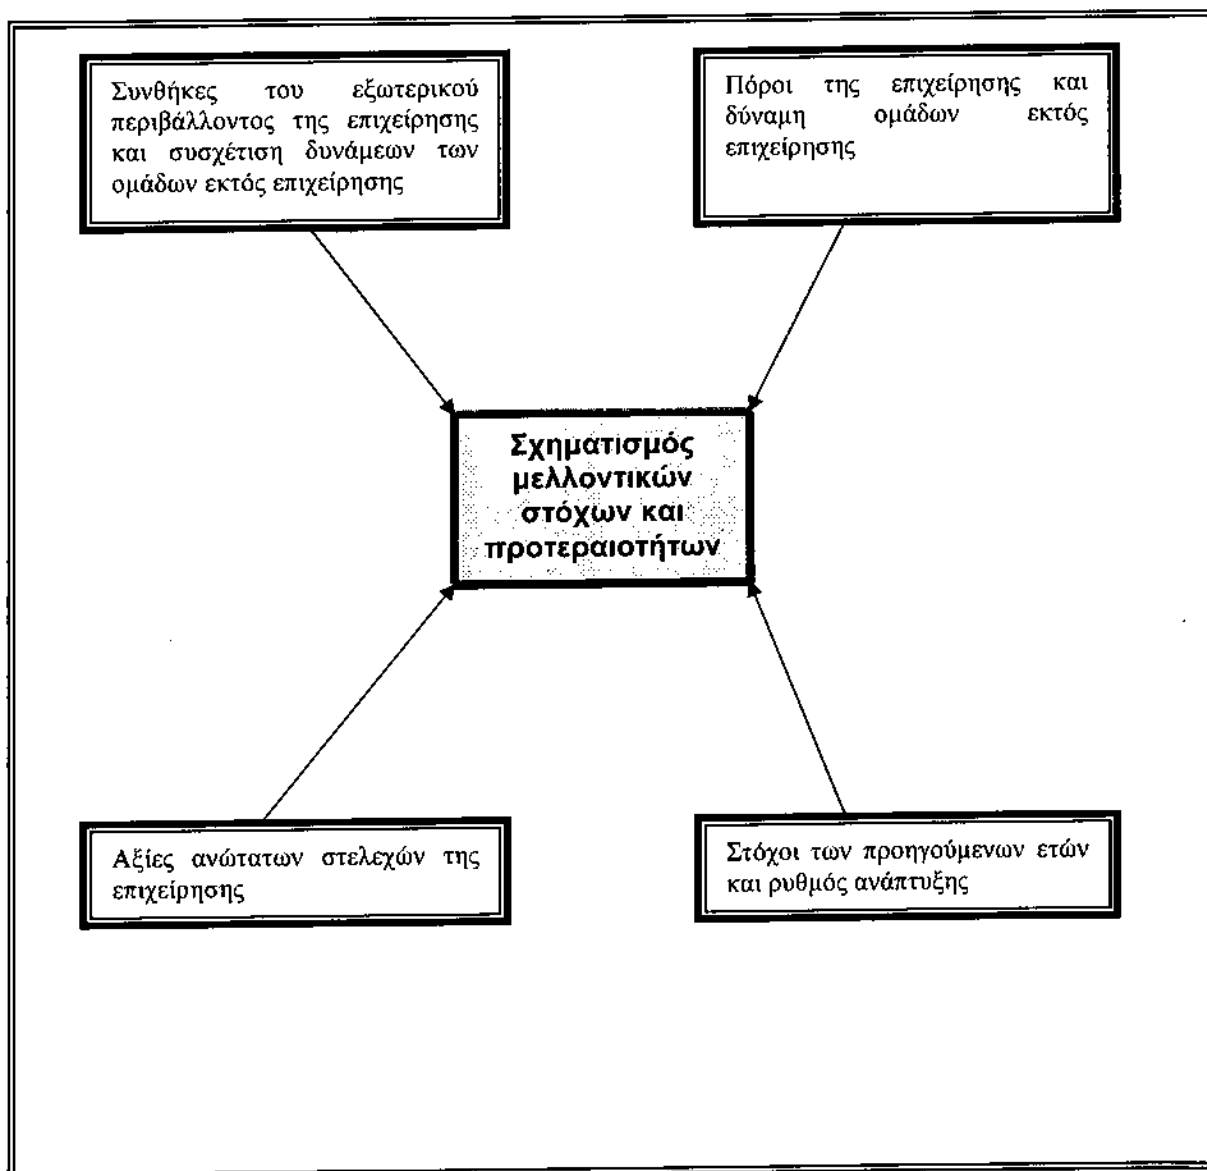 Συνθήκες του εξωτερικού
περιβάλλοντος της επιχείρησης
και συσχέτιση δυνάμεων των
ομάδων εκτός επιχείρησης
Πόροι της επιχείρησης και
δύναμη ομάδων εκτός
επιχείρησης
Σχηματισμός
μελλοντικών
στόχων και
προτεραιοτήτων
Αξίες ανώτατων στελεχών της
επιχείρησης
Στόχοι των προηγούμενων ετών
και ρυθμός ανάπτυξης